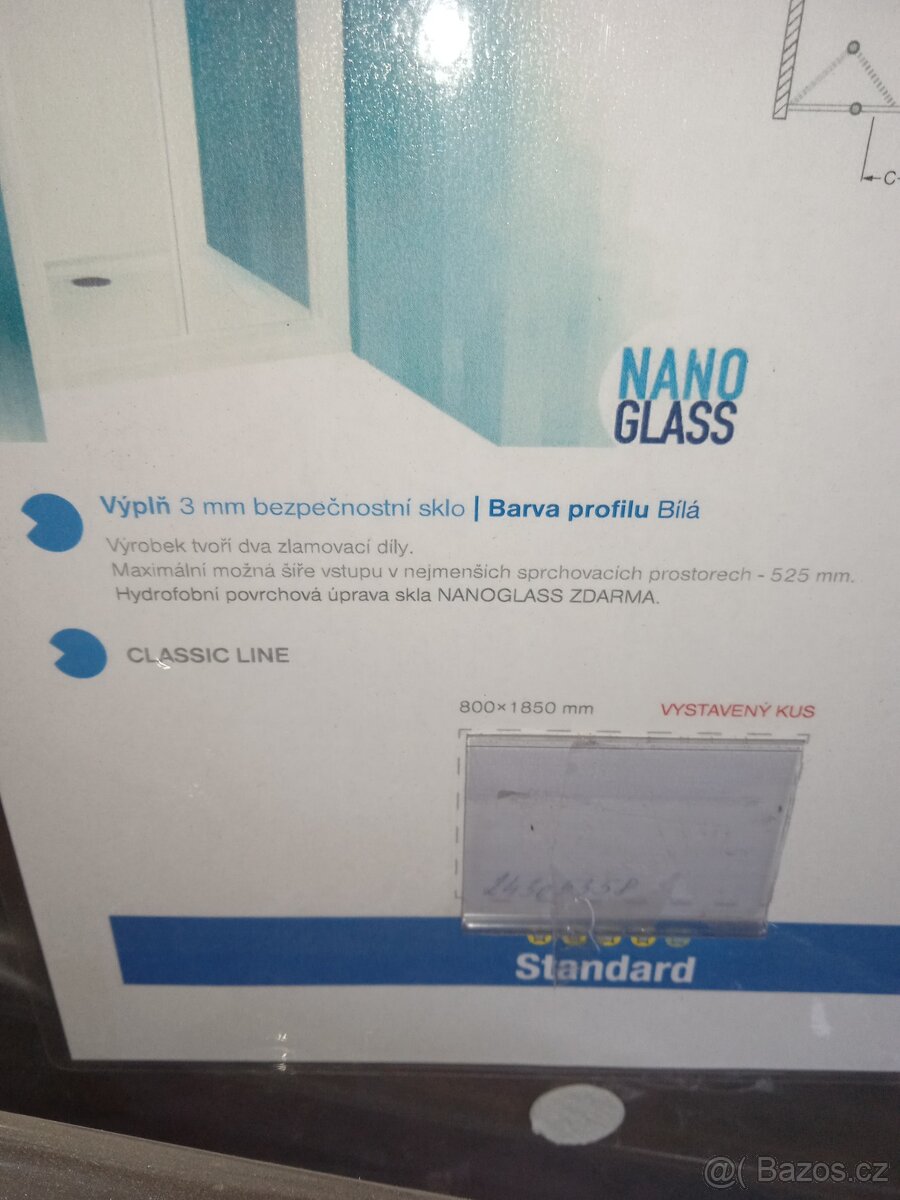 C
NANO
GLASS
Výplň 3 mm bezpečnostní sklo | Barva profilu Bílá
Výrobek tvoří dva zlamovací díly.
Maximální možná šíře vstupu v nejmenších sprchovacích prostorech - 525 mm.
Hydrofobní povrchová úprava skla NANOGLASS ZDARMA.
CLASSIC LINE
800×1850 mm VYSTAVENÝ KUS
Standard
@( Bazos.cz